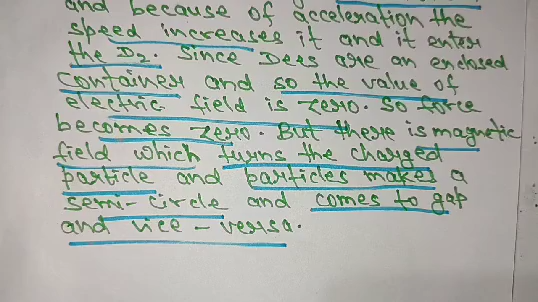 and because of acceleration the
speed increases it and it enter
the D2. Since Dees are an enclosed
container and so the value of
electric field is zero. So force
becomes zero. But there is magnetic
field which turns the charged
particle and particles makes a
semi-circle and comes to gap
and vice-versa.